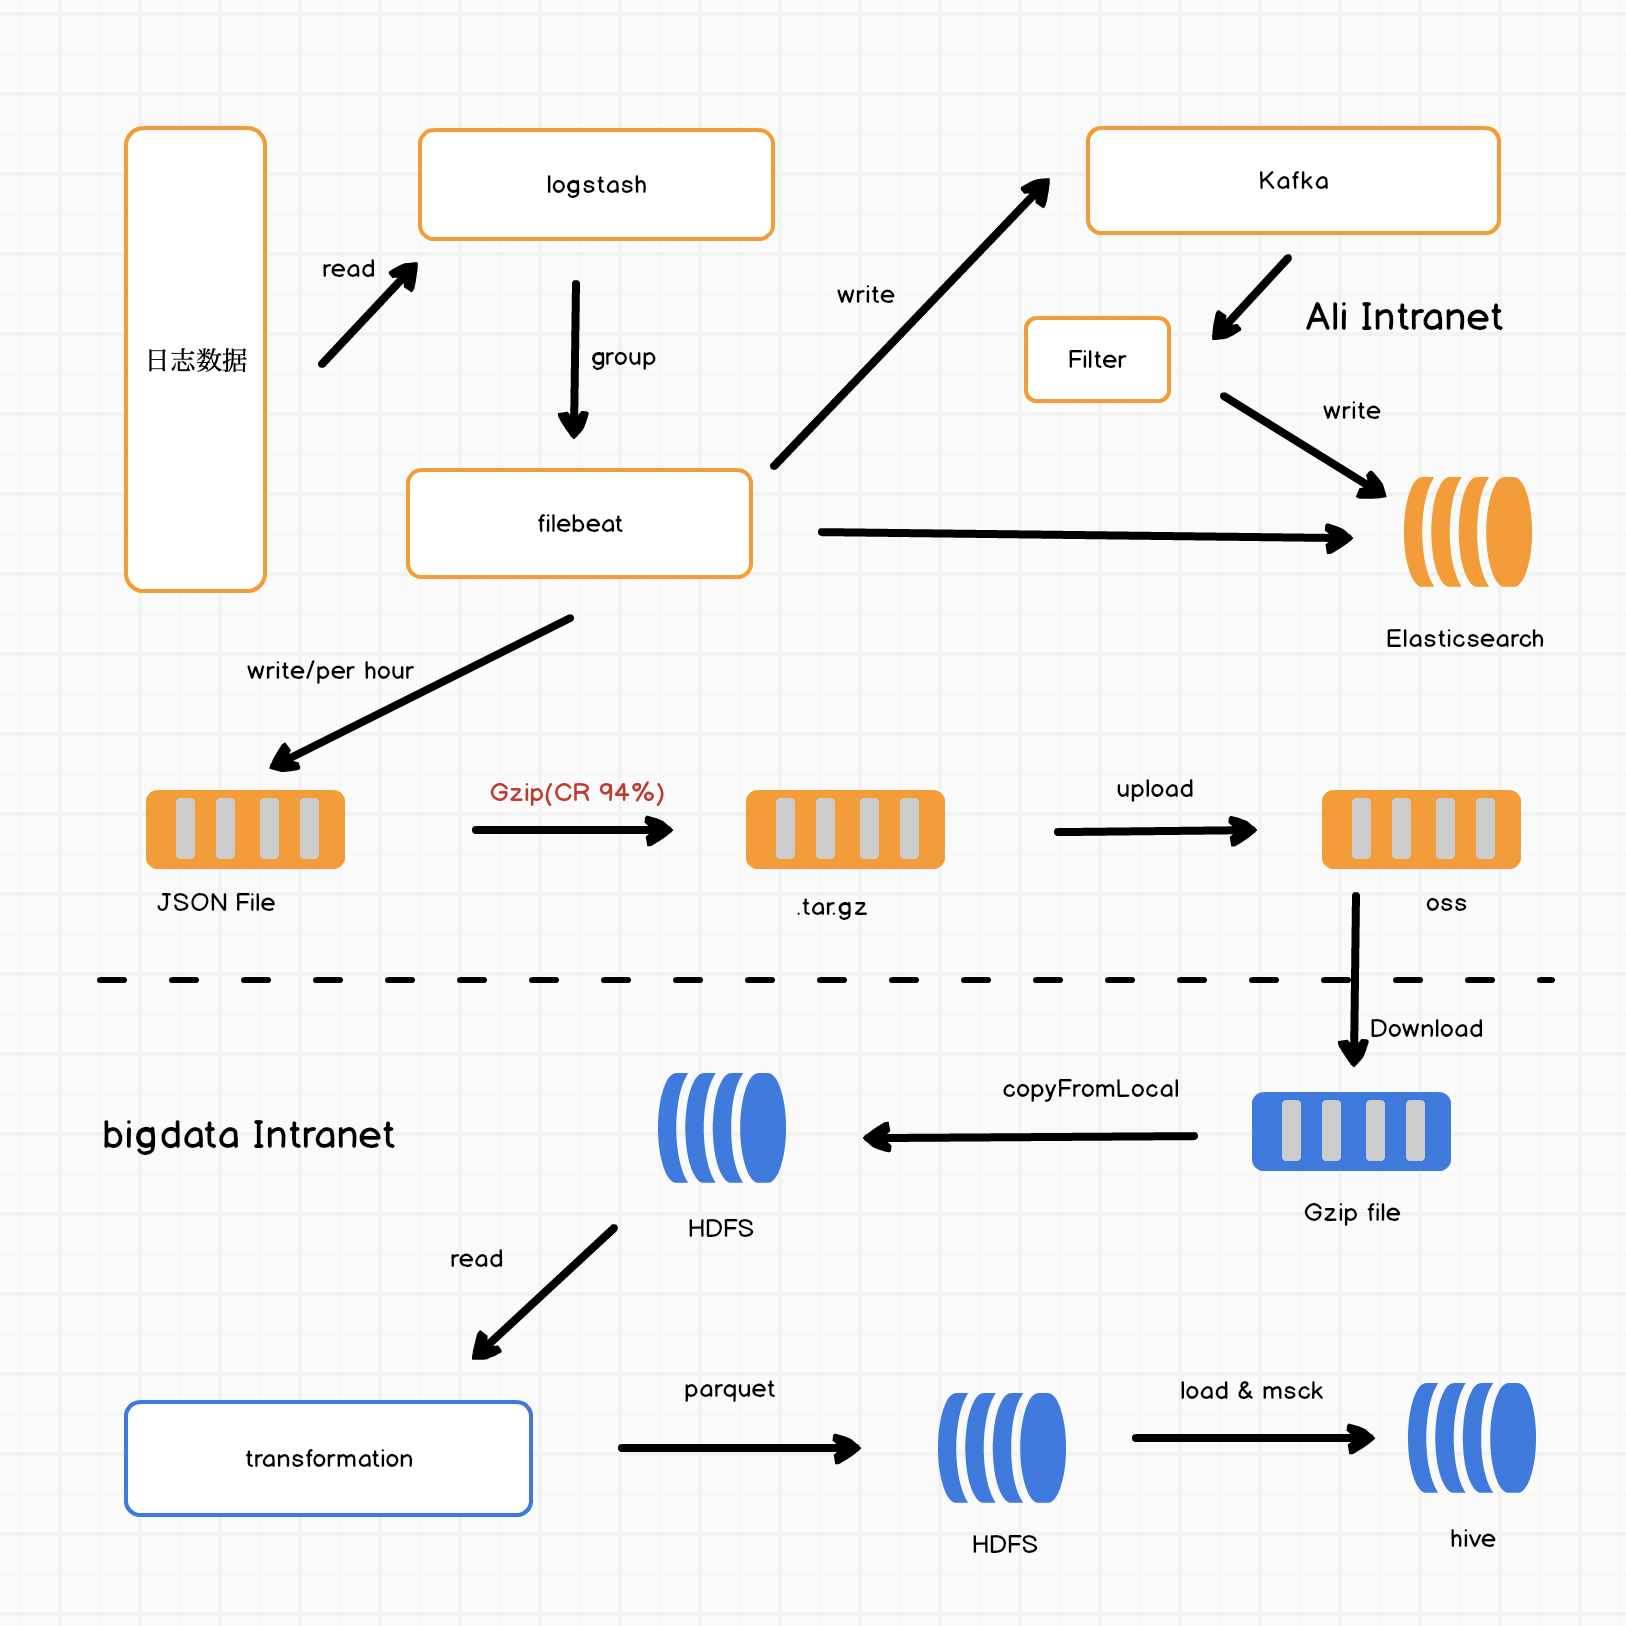 logstash
Kafka
read
write
Ali Intranet
日志数据
group
Filter
write
filebeat
Elasticsearch
write/per hour
Gzip(CR 94%)
upload
JSON File
.tar.gz
oss
Download
copyFromLocal
bigdata Intranet
Gzip file
HDFS
read
parquet
load & msck
transformation
HDFS
hive